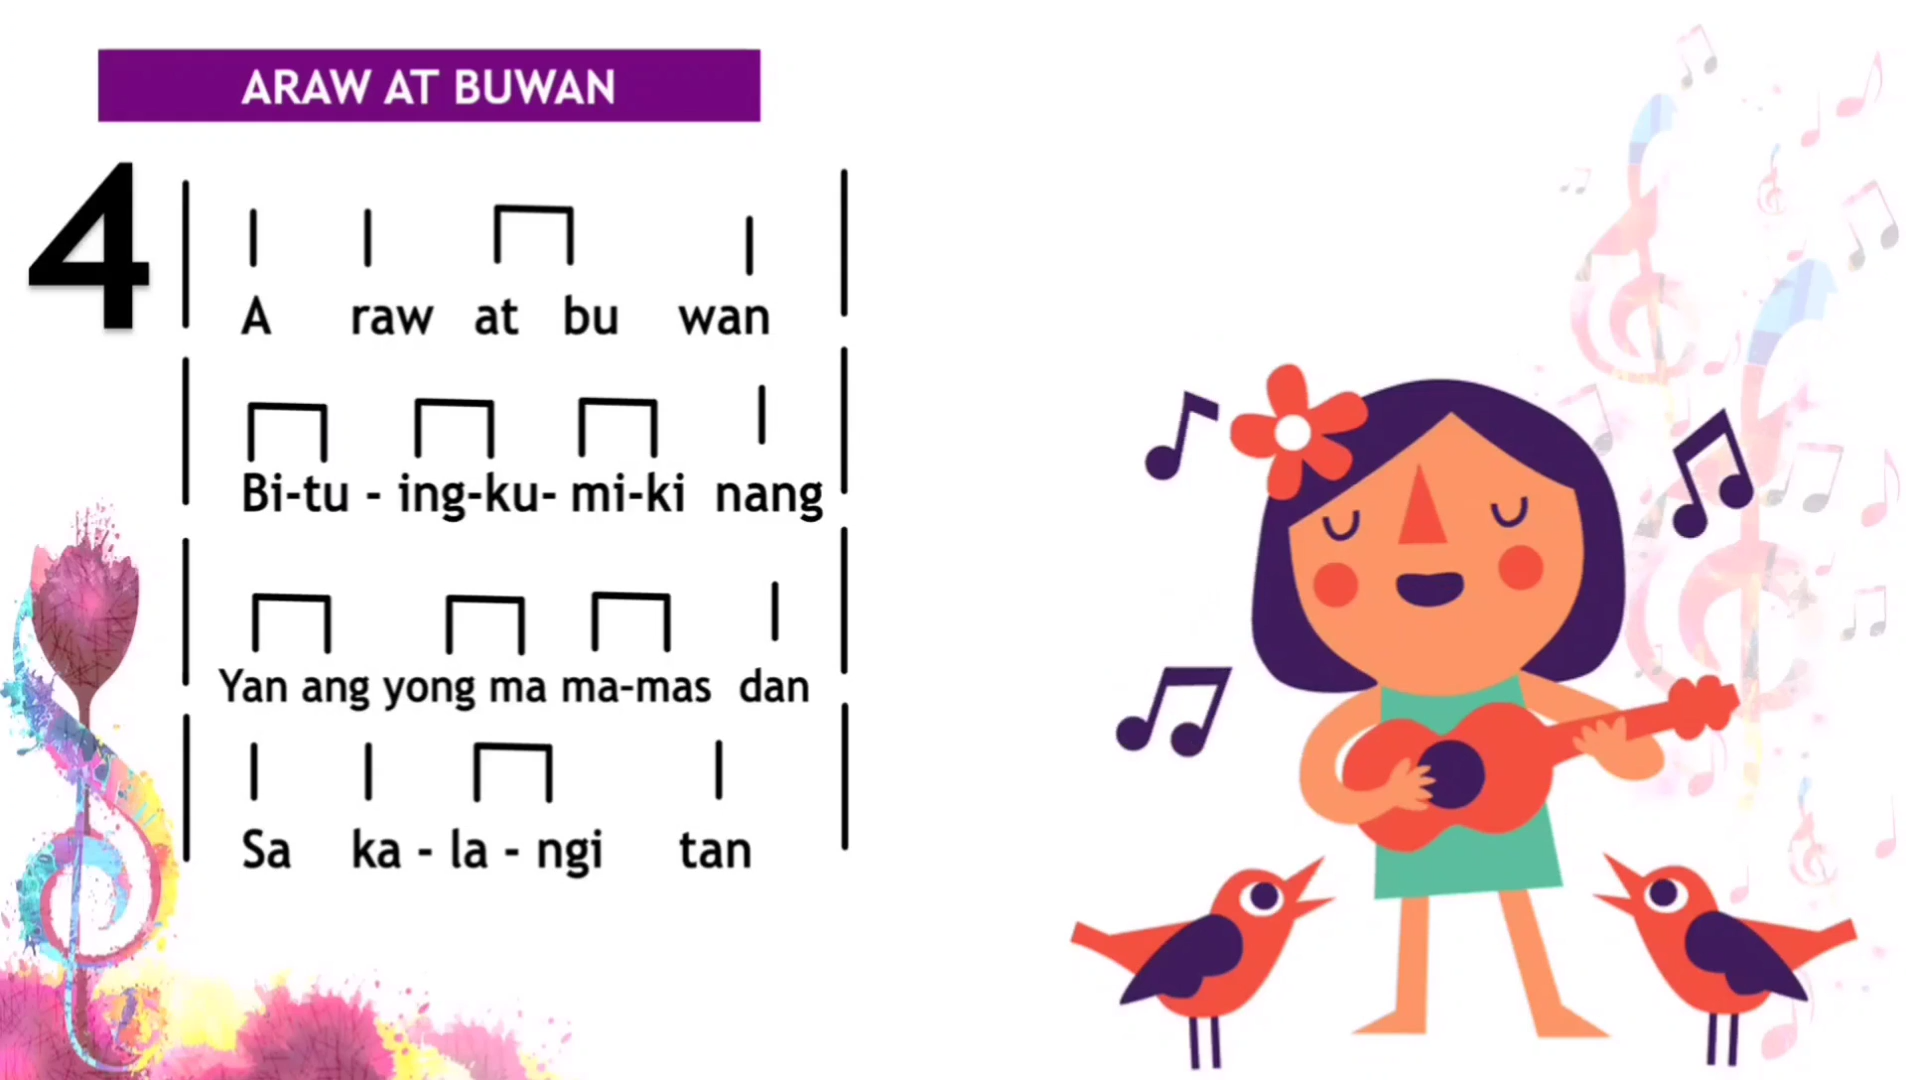 ARAW AT BUWAN
4
A raw at bu wan
Bi-tu - ing-ku- mi-ki nang
Yan ang yong ma ma-mas dan
Sa ka - la - ngi tan